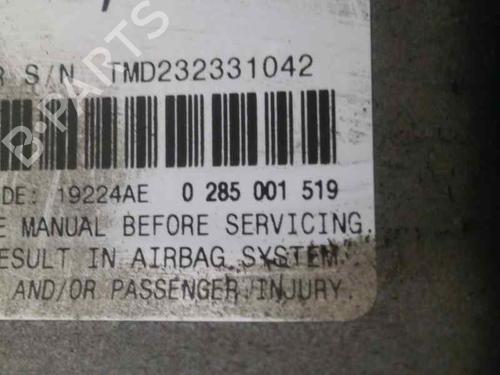 R S/N TMD232331042
DE: 19224AE 0 285 001 519
E MANUAL BEFORE SERVICING.
ESULT IN AIRBAG SYSTEM
AND/OR PASSENGER INJURY.
B-PARTS